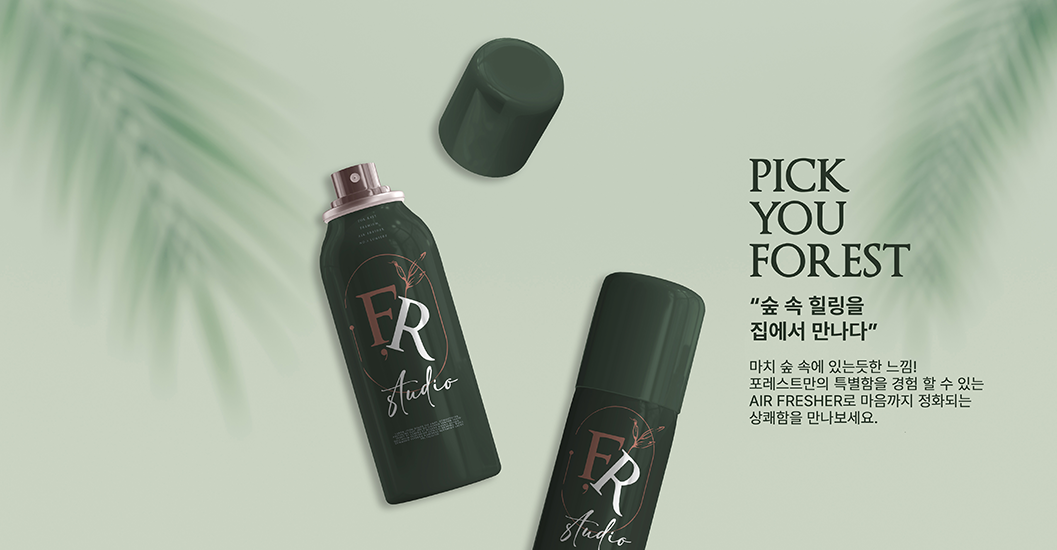 F,R
studio
F,R
studio
PICK
YOU
FOREST
“숲 속 힐링을
집에서 만나다”
마치 숲 속에 있는듯한 느낌!
포레스트만의 특별함을 경험 할 수 있는
AIR FRESHER로 마음까지 정화되는
상쾌함을 만나보세요.